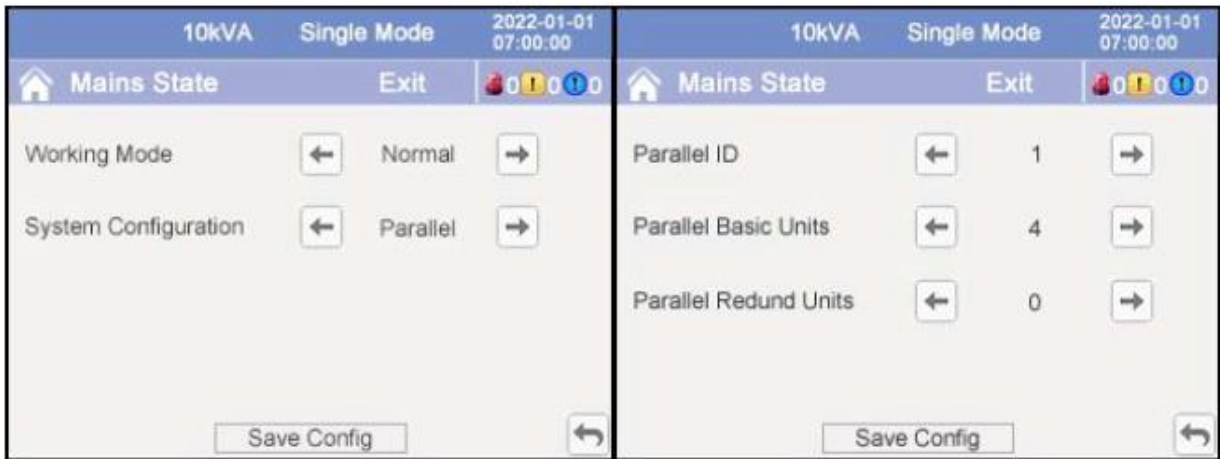 10kVA Single Mode 2022-01-01
07:00:00
Mains State Exit 0 ! 0 ! 0
Working Mode Normal
System Configuration Parallel
Save Config
10kVA Single Mode 2022-01-01
07:00:00
Mains State Exit 0 ! 0 ! 0
Parallel ID 1
Parallel Basic Units 4
Parallel Redund Units 0
Save Config